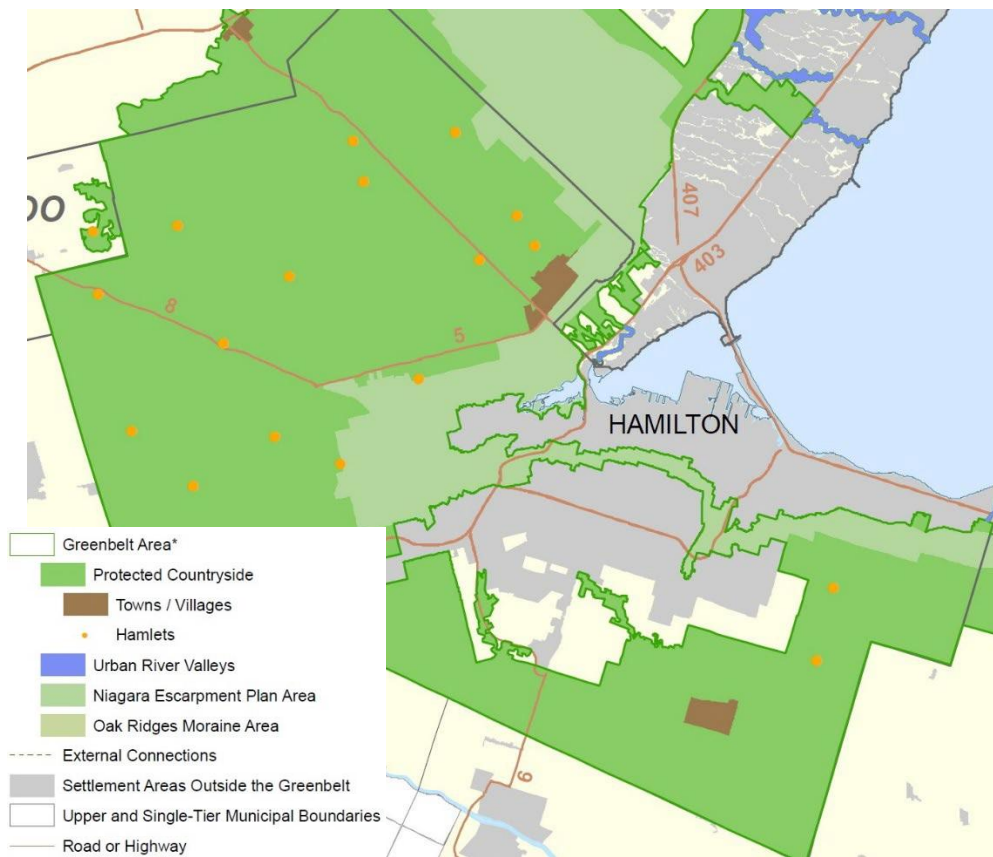 OO
407
403
8
5
HAMILTON
6
Greenbelt Area*
Protected Countryside
Towns / Villages
Hamlets
Urban River Valleys
Niagara Escarpment Plan Area
Oak Ridges Moraine Area
External Connections
Settlement Areas Outside the Greenbelt
Upper and Single-Tier Municipal Boundaries
Road or Highway